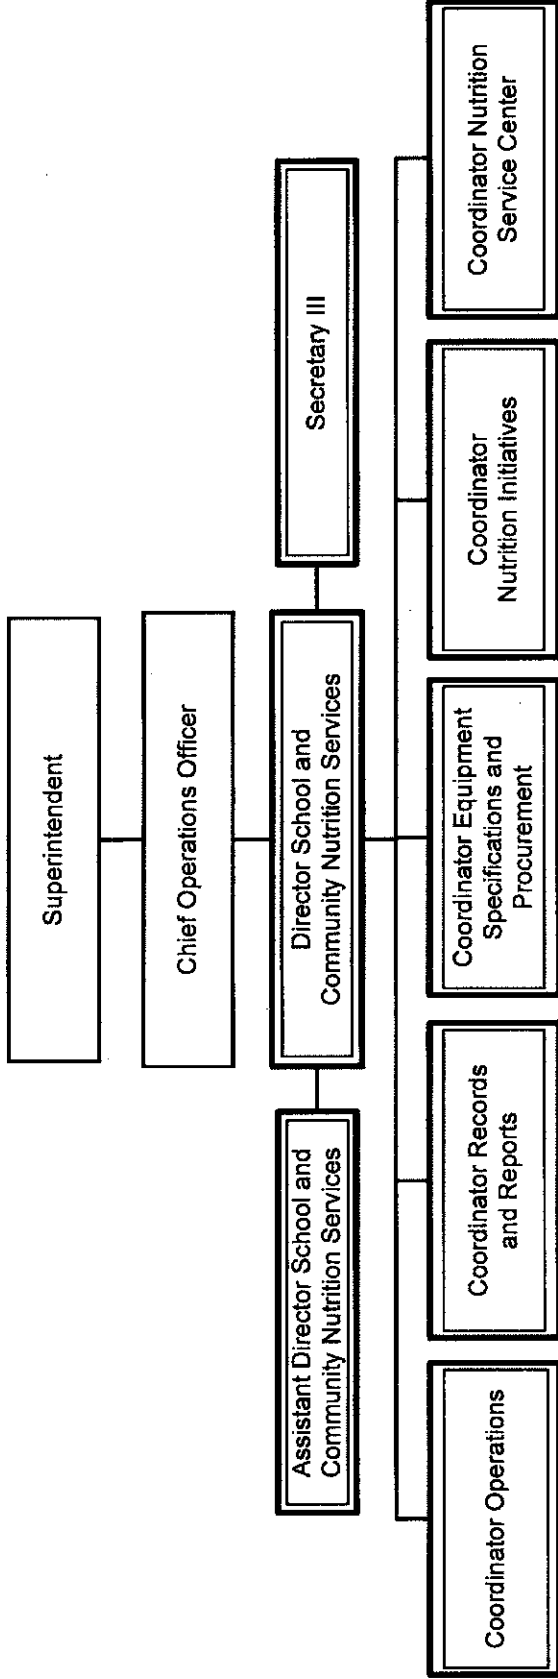 Superintendent
Chief Operations Officer
Assistant Director School and
Community Nutrition Services
Director School and
Community Nutrition Services
Secretary III
Coordinator Operations
Coordinator Records
and Reports
Coordinator Equipment
Specifications and
Procurement
Coordinator
Nutrition Initiatives
Coordinator Nutrition
Service Center